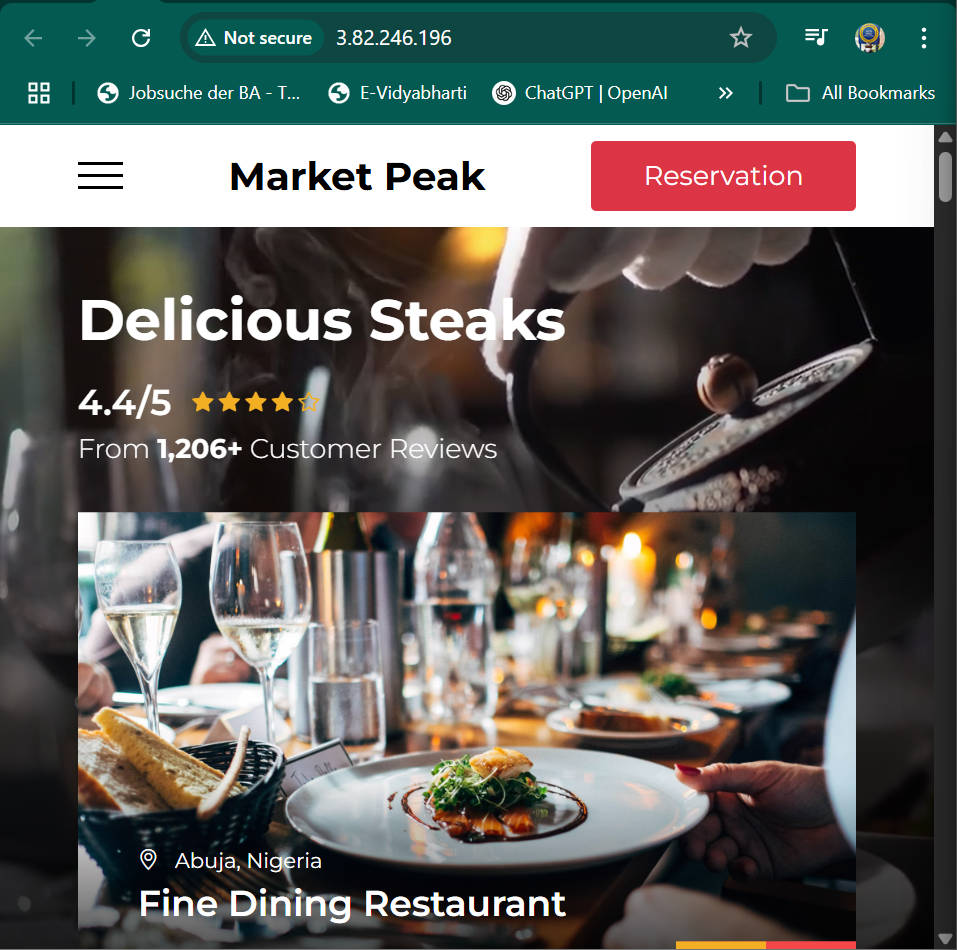 Not secure 3.82.246.196
Jobsuche der BA - T... E-Vidyabharti ChatGPT | OpenAI All Bookmarks
Market Peak Reservation
Delicious Steaks
4.4/5
From 1,206+ Customer Reviews
Abuja, Nigeria
Fine Dining Restaurant